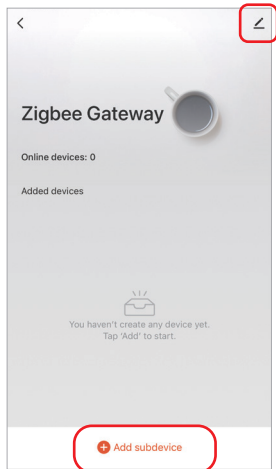 Zigbee Gateway
Online devices: 0
Added devices
You haven't create any device yet.
Tap 'Add' to start.
Add subdevice